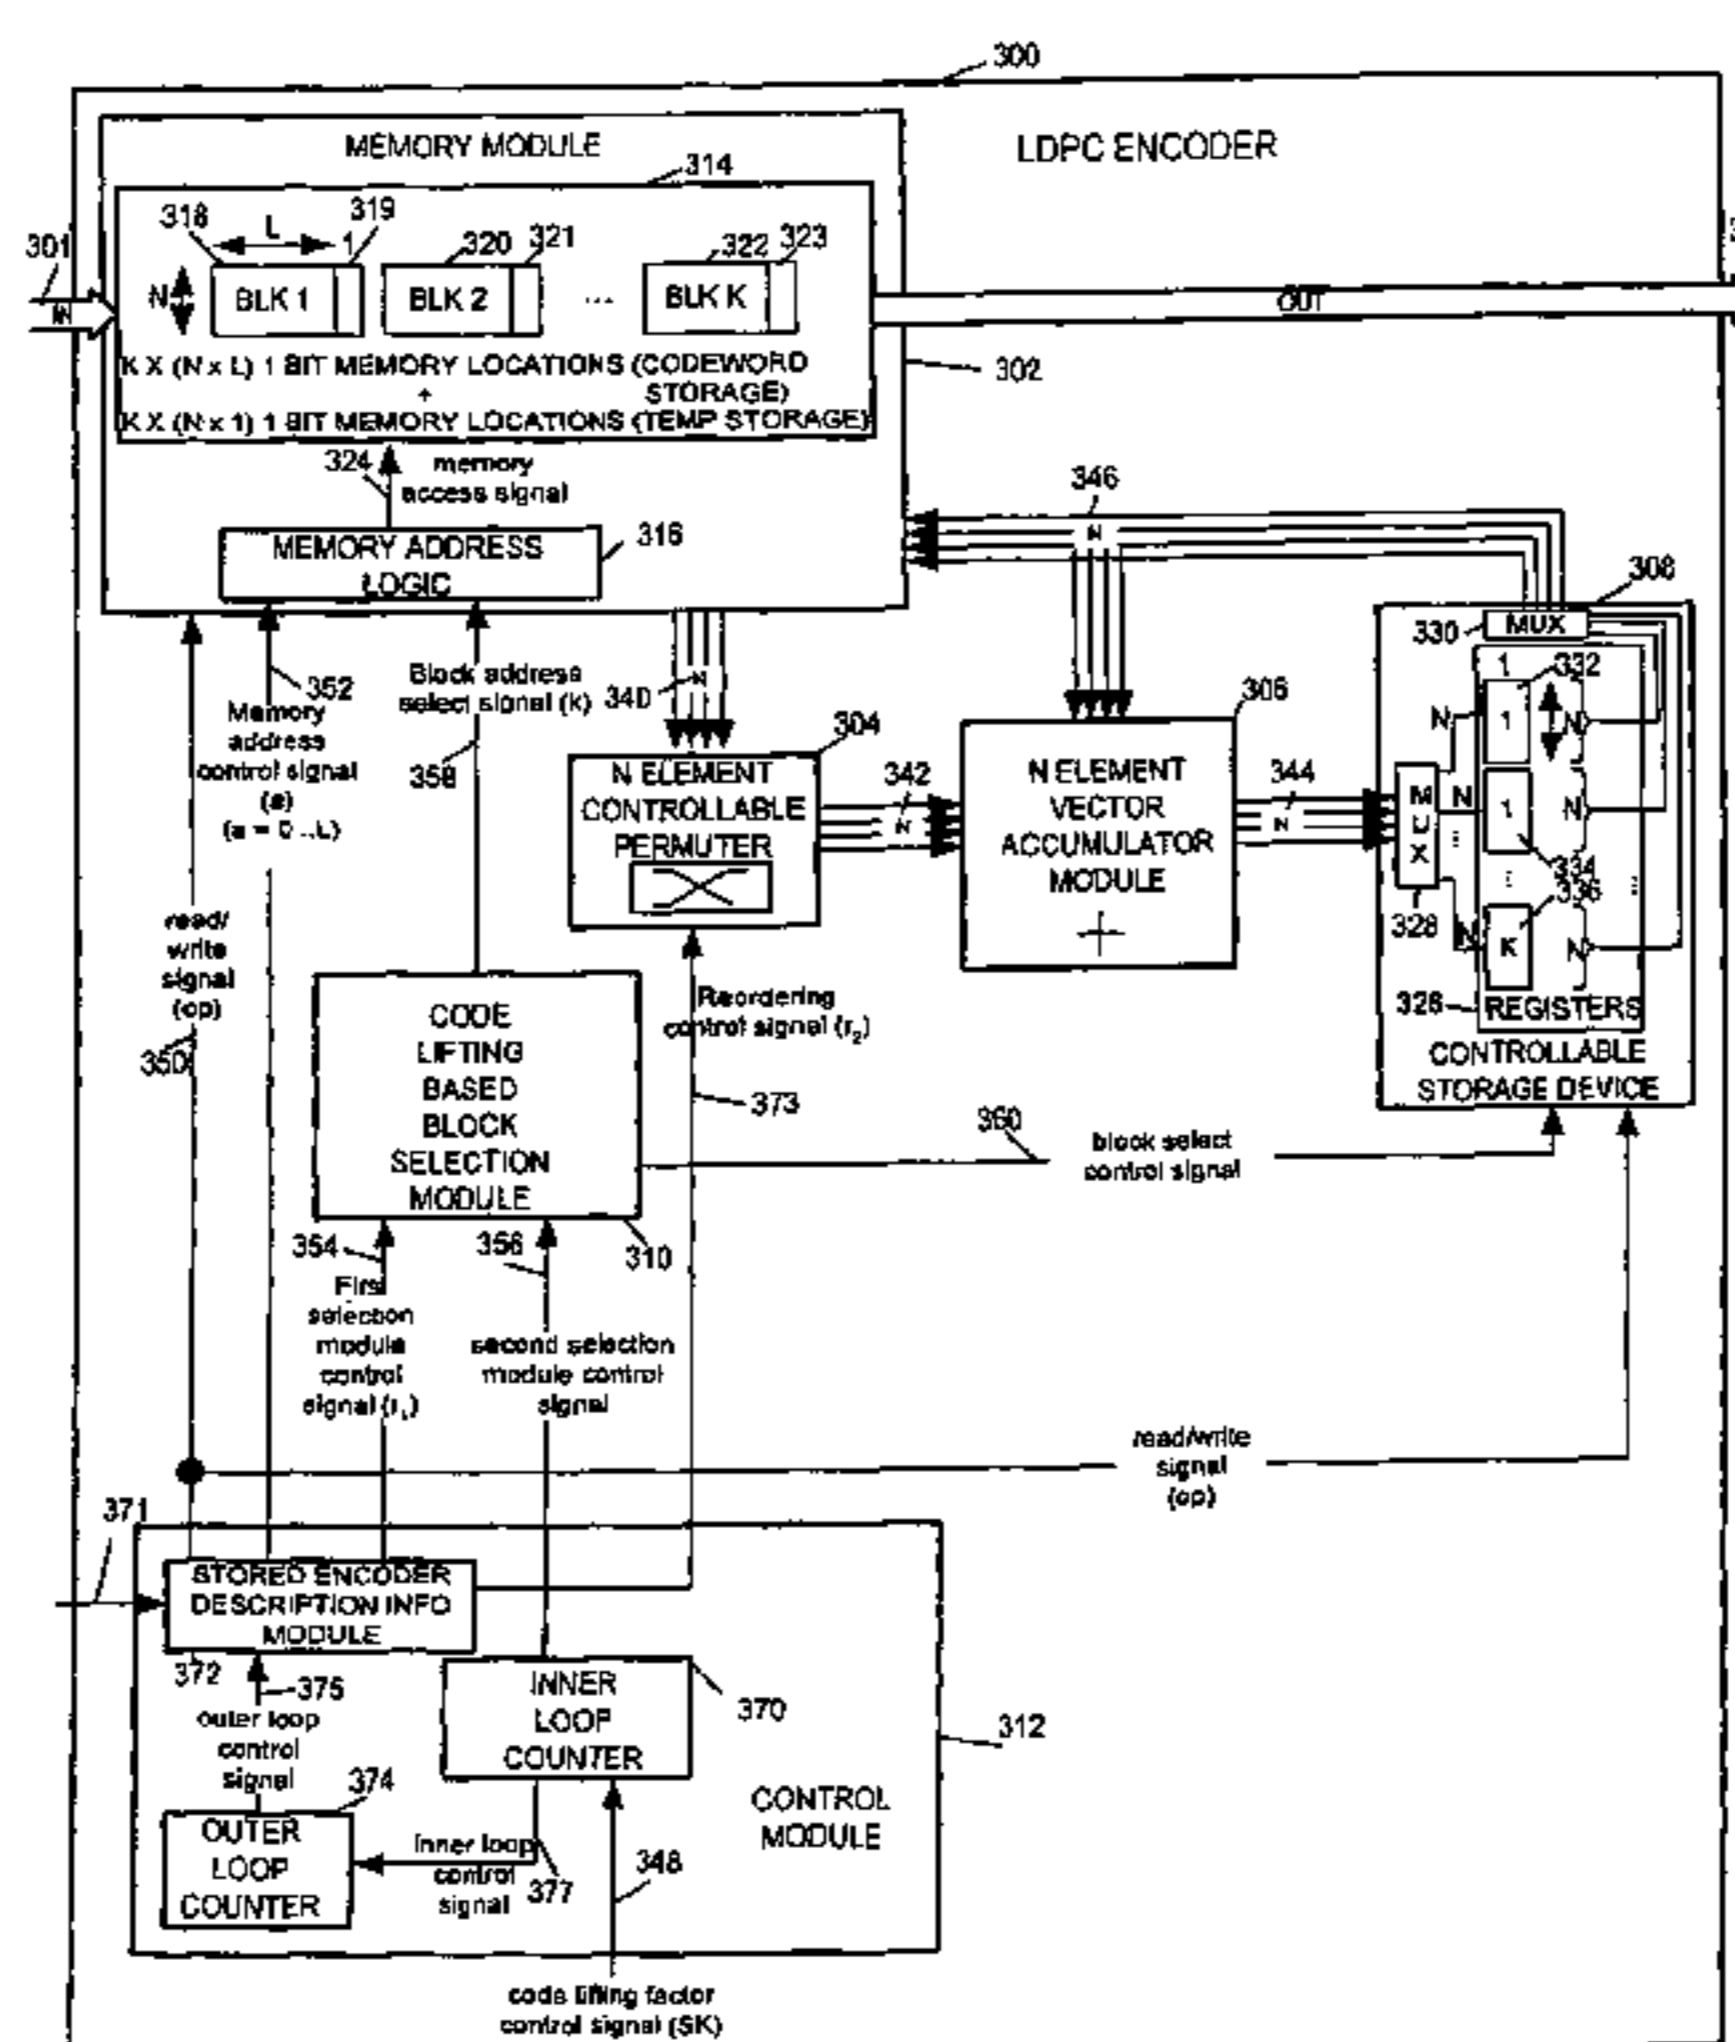 300
MEMORY MODULE
LDPC ENCODER
314
318
L
1
319
320
321
322
323
301
IN
N
BLK 1
BLK 2
...
BLK K
OUT
K X (N x L) 1 BIT MEMORY LOCATIONS (CODEWORD
STORAGE)
+
K X (N x 1) 1 BIT MEMORY LOCATIONS (TEMP STORAGE)
302
324
memory
access signal
MEMORY ADDRESS
LOGIC
316
346
N
308
330
MUX
352
Memory
address
control signal
(a)
(a = 0 ..L)
Block address
select signal (k)
358
340
N
304
N ELEMENT
CONTROLLABLE
PERMUTER
342
N
306
N ELEMENT
VECTOR
ACCUMULATOR
MODULE
344
N
M
U
X
328
1
332
N
1
N
N
1
N
334
336
N
K
N
326
REGISTERS
CONTROLLABLE
STORAGE DEVICE
read/
write
signal
(op)
350
CODE
LIFTING
BASED
BLOCK
SELECTION
MODULE
310
Reordering
control signal (r2)
373
360
block select
control signal
354
First
selection
module
control
signal (r1)
356
second selection
module control
signal
read/write
signal
(op)
371
STORED ENCODER
DESCRIPTION INFO
MODULE
372
375
outer loop
control
signal
374
INNER
LOOP
COUNTER
370
312
CONTROL
MODULE
OUTER
LOOP
COUNTER
Inner loop
control
signal
377
348
code lifting factor
control signal (SK)